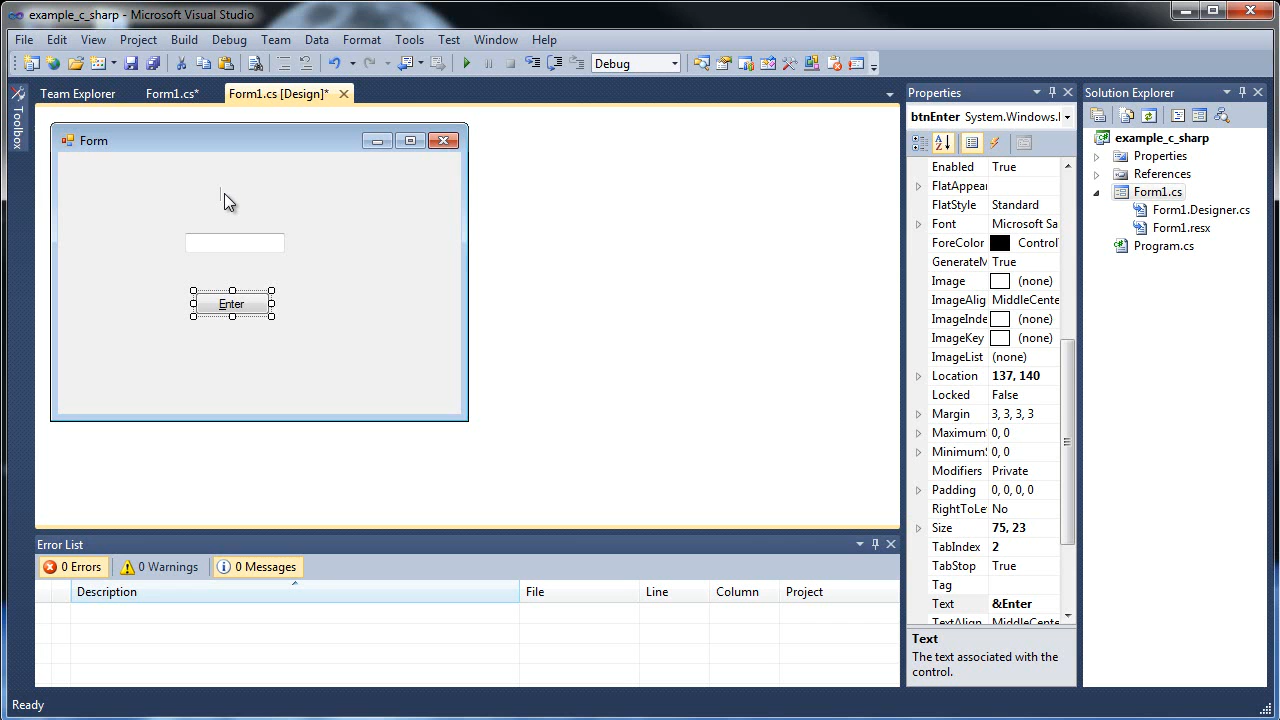 example_c_sharp - Microsoft Visual Studio
File Edit View Project Build Debug Team Data Format Tools Test Window Help
Debug
Toolbox
Team Explorer Form1.cs* Form1.cs [Design]*
Form
Enter
Properties
btnEnter System.Windows.
Enabled True
FlatAppear
FlatStyle Standard
Font Microsoft Sa
ForeColor Control
GenerateM True
Image (none)
ImageAlig MiddleCente
ImageInde (none)
ImageKey (none)
ImageList (none)
Location 137, 140
Locked False
Margin 3, 3, 3, 3
Maximum 0, 0
MinimumS 0, 0
Modifiers Private
Padding 0, 0, 0, 0
RightToLe No
Size 75, 23
TabIndex 2
TabStop True
Tag
Text &Enter
TextAlign MiddleCente
Text
The text associated with the
control.
Solution Explorer
example_c_sharp
Properties
References
Form1.cs
Form1.Designer.cs
Form1.resx
Program.cs
Error List
0 Errors 0 Warnings 0 Messages
Description File Line Column Project
Ready